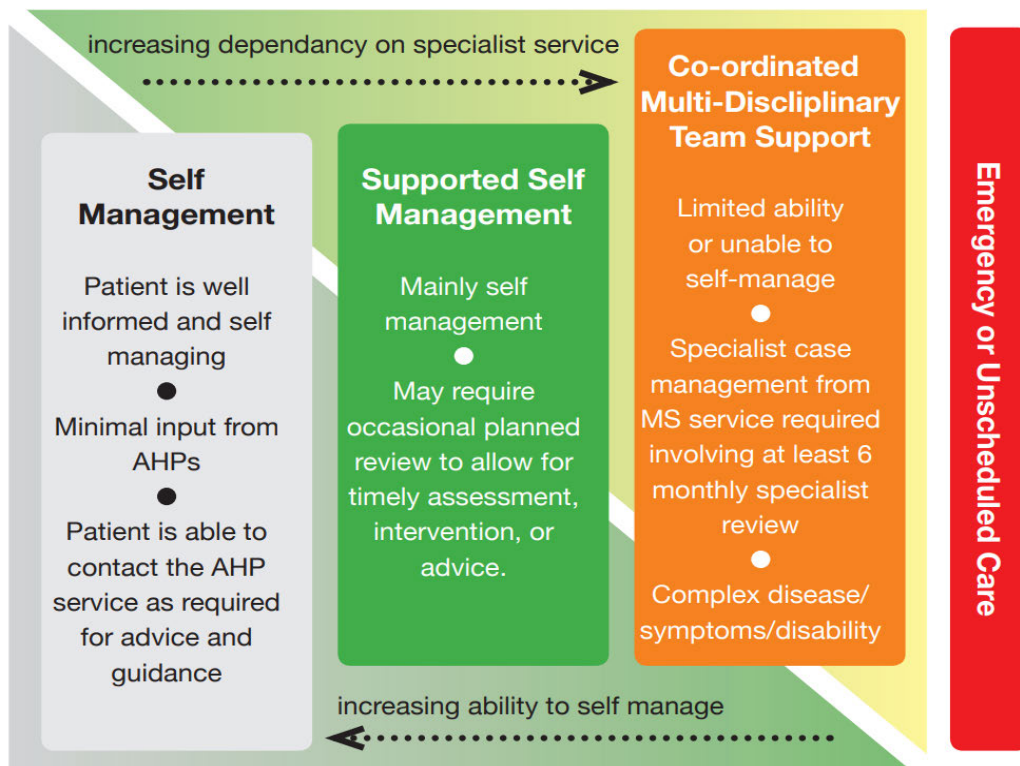 increasing dependancy on specialist service
Self
Management
Patient is well
informed and self
managing
Minimal input from
AHPs
Patient is able to
contact the AHP
service as required
for advice and
guidance
Supported Self
Management
Mainly self
management
May require
occasional planned
review to allow for
timely assessment,
intervention, or
advice.
Co-ordinated
Multi-Discliplinary
Team Support
Limited ability
or unable to
self-manage
Specialist case
management from
MS service required
involving at least 6
monthly specialist
review
Complex disease/
symptoms/disability
increasing ability to self manage
Emergency or Unscheduled Care